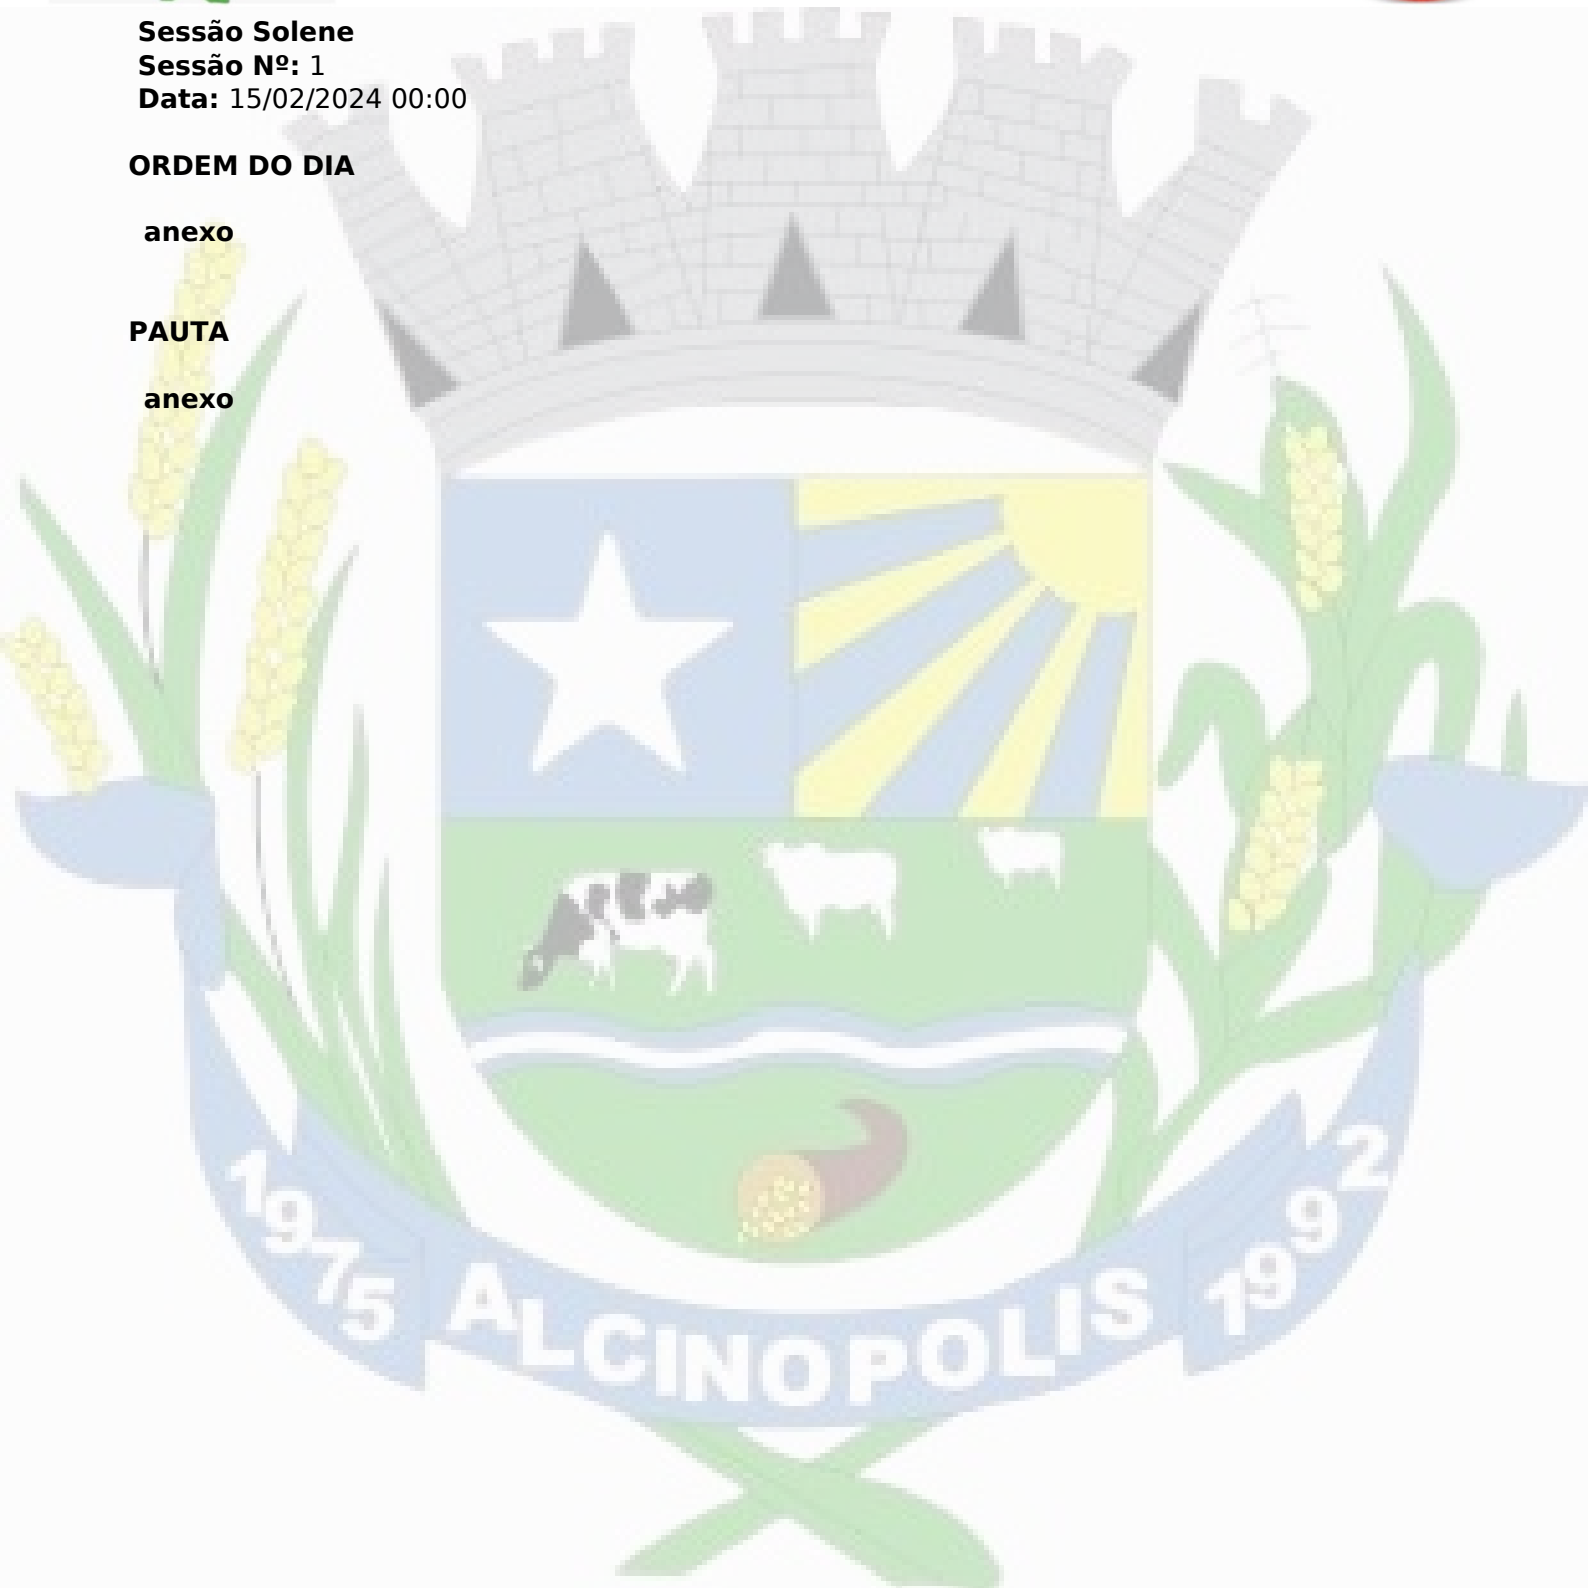 Sessão Solene
Sessão Nº: 1
Data: 15/02/2024 00:00
ORDEM DO DIA
anexo
PAUTA
anexo
1975 ALCINOPOLIS 1992